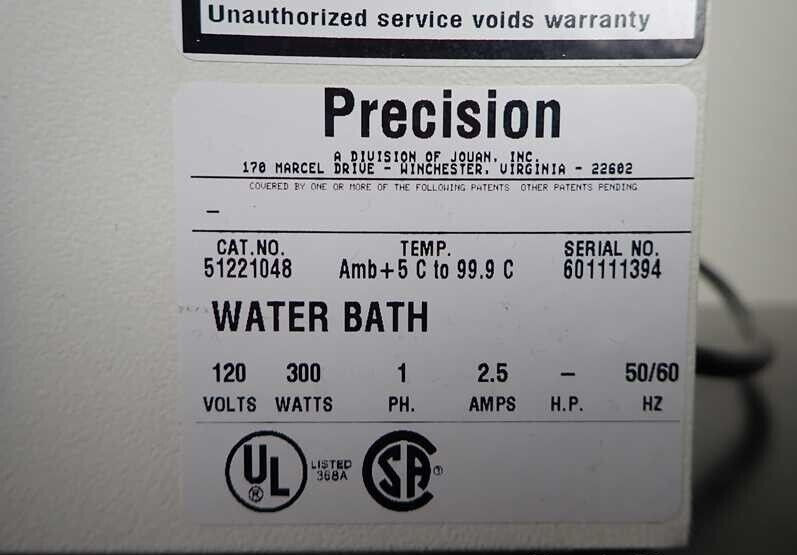 Unauthorized service voids warranty
Precision
A DIVISION OF JOUAN, INC.
170 MARCEL DRIVE - WINCHESTER, VIRGINIA - 22602
COVERED BY ONE OR MORE OF THE FOLLOWING PATENTS OTHER PATENTS PENDING
–
CAT.NO. TEMP. SERIAL NO.
51221048 Amb+5 C to 99.9 C 601111394
WATER BATH
120 300 1 2.5 – 50/60
VOLTS WATTS PH. AMPS H.P. HZ
UL ® LISTED 368A SA ®